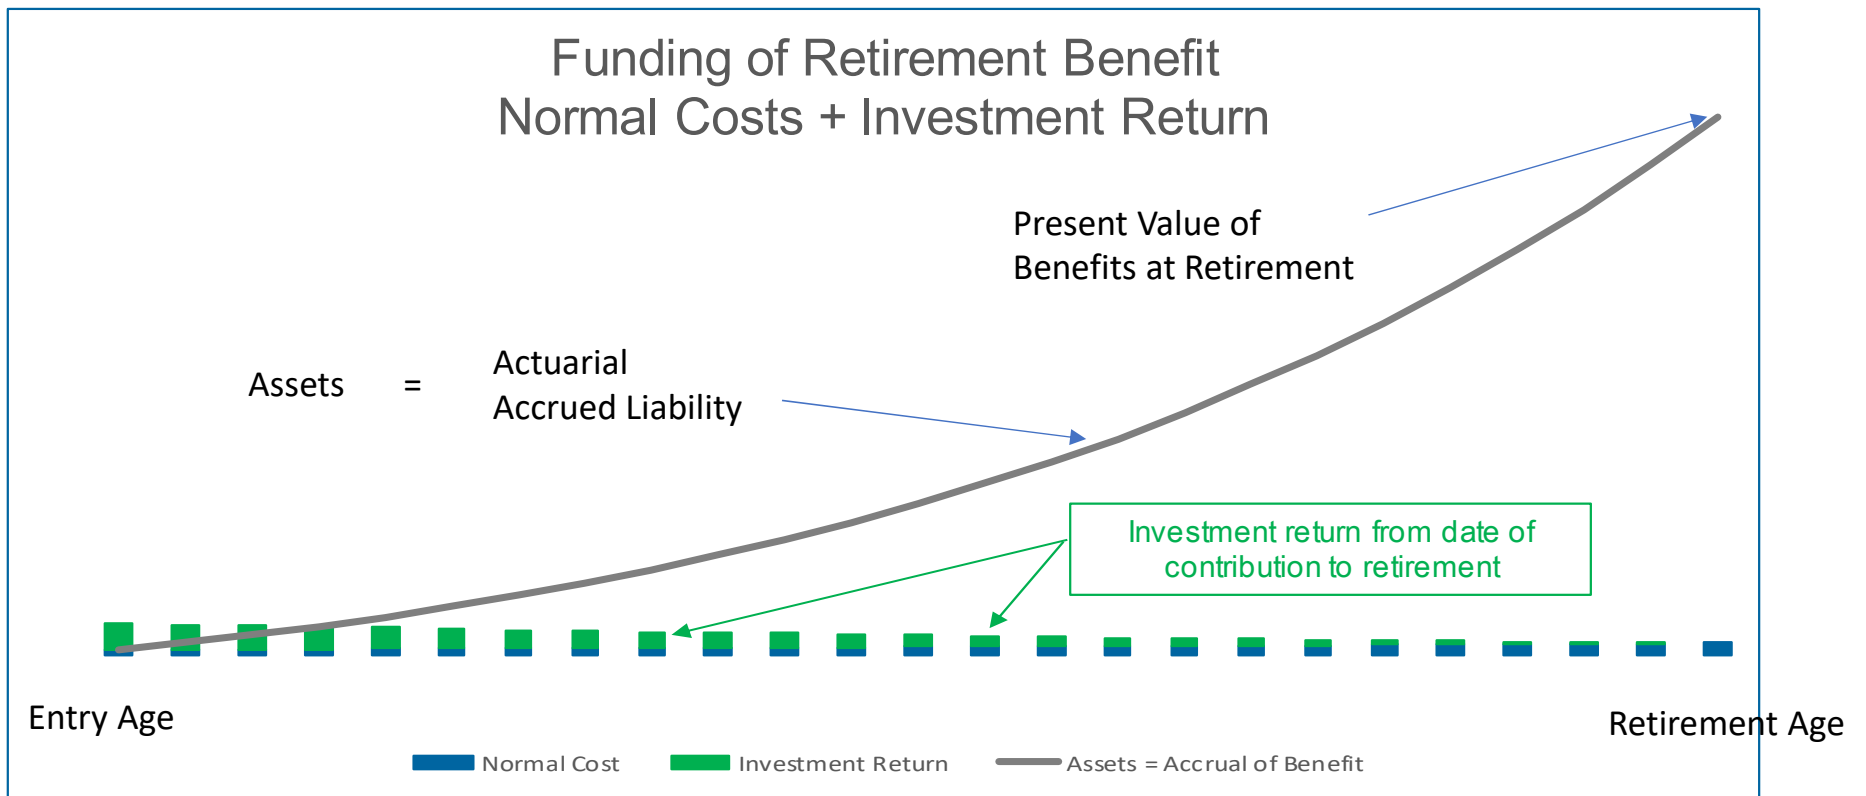 Funding of Retirement Benefit
Normal Costs + Investment Return
Present Value of
Benefits at Retirement
Assets = Actuarial
Accrued Liability
Investment return from date of
contribution to retirement
Entry Age
Retirement Age
Normal Cost
Investment Return
Assets = Accrual of Benefit